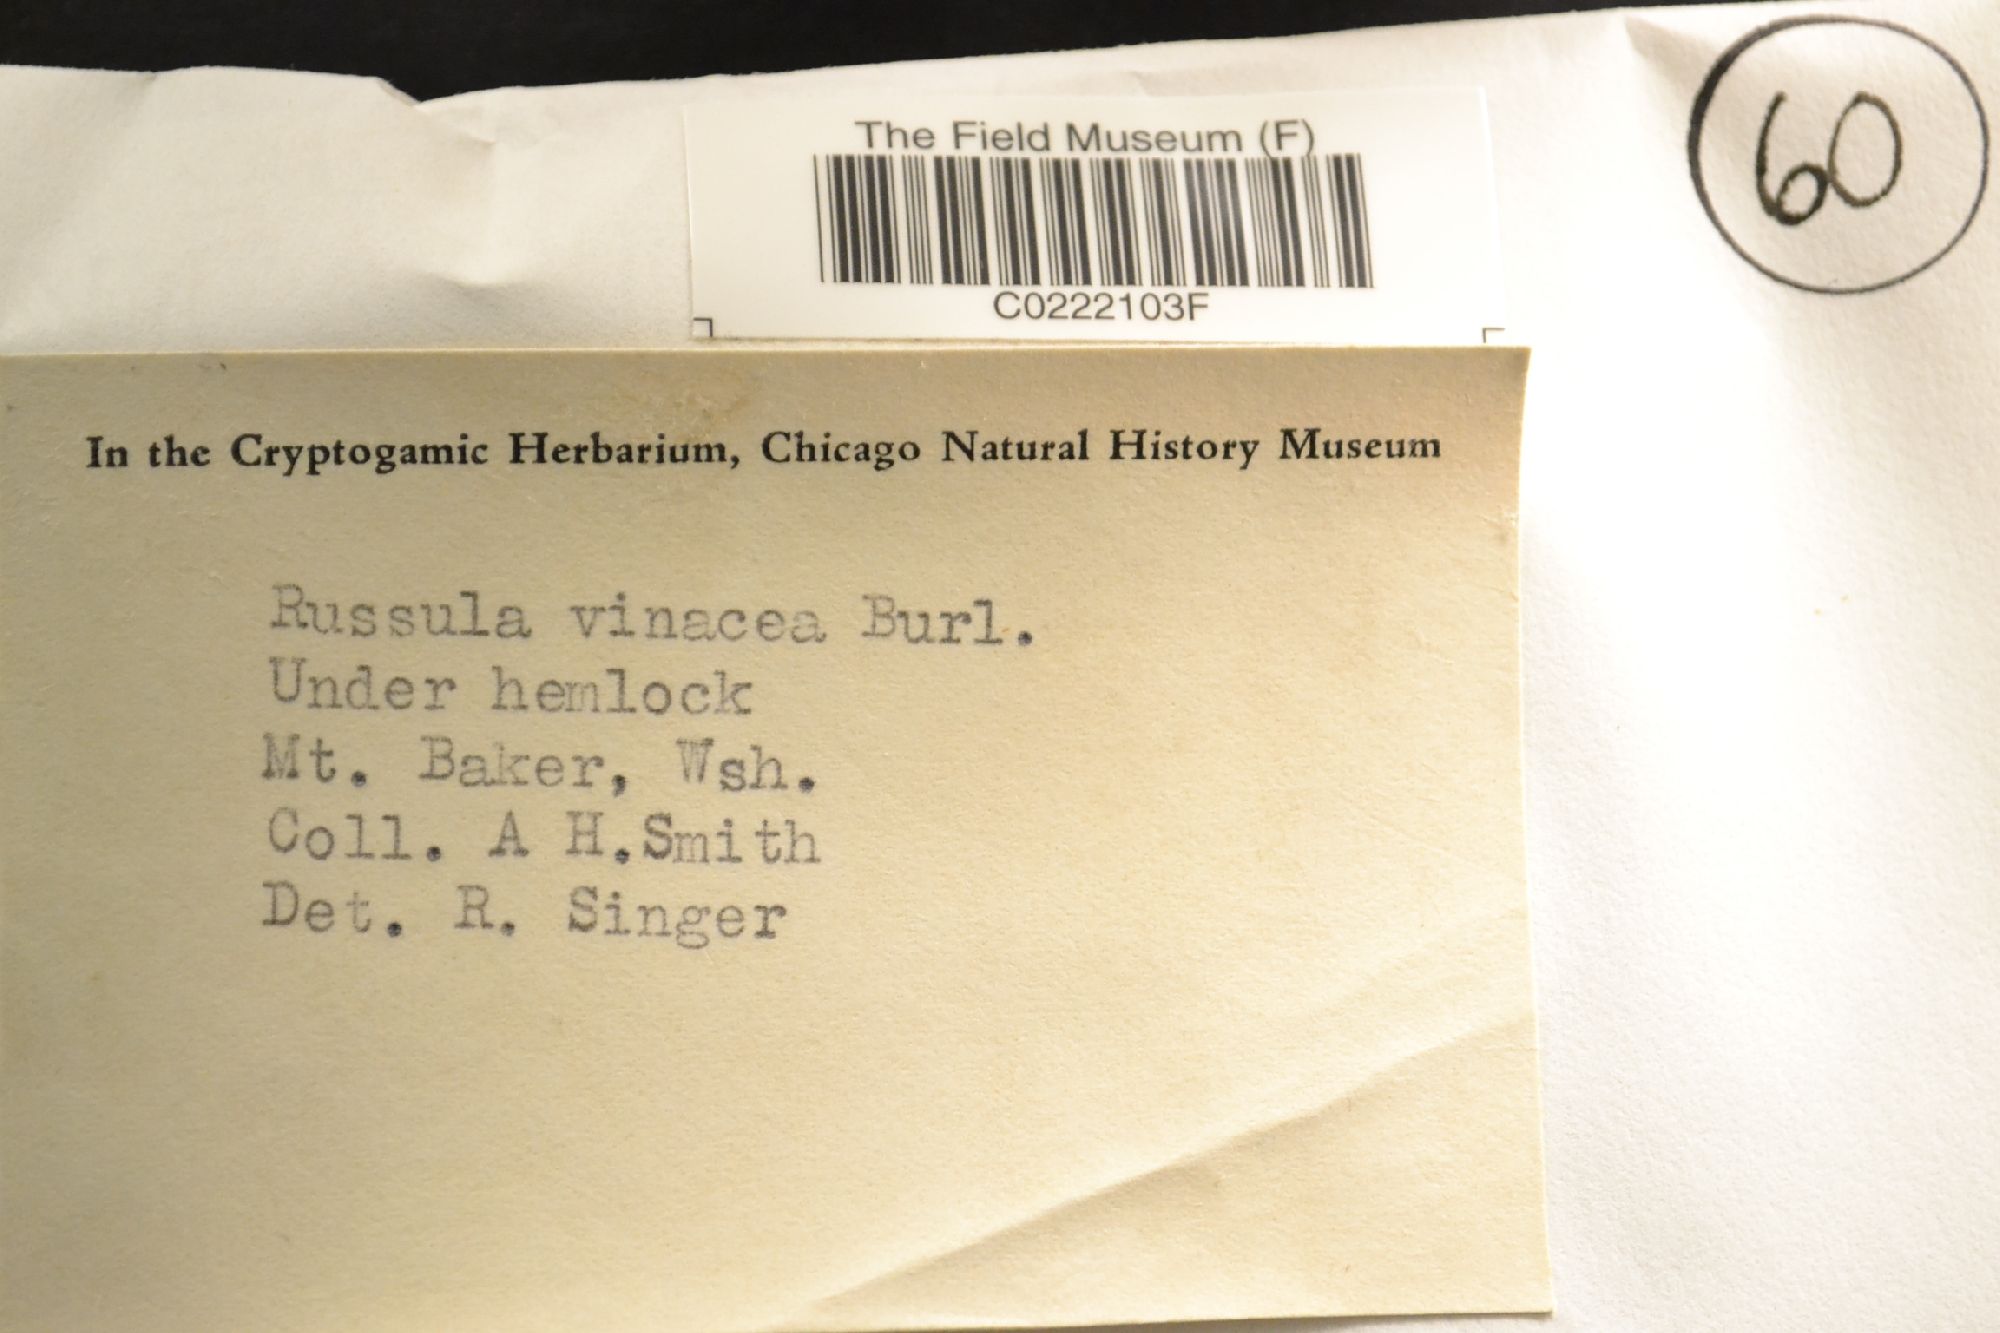 60
The Field Museum (F)
C0222103F
In the Cryptogamic Herbarium, Chicago Natural History Museum
Russula vinacea Burl.
Under hemlock
Mt. Baker, Wsh.
Coll. A H.Smith
Det. R. Singer